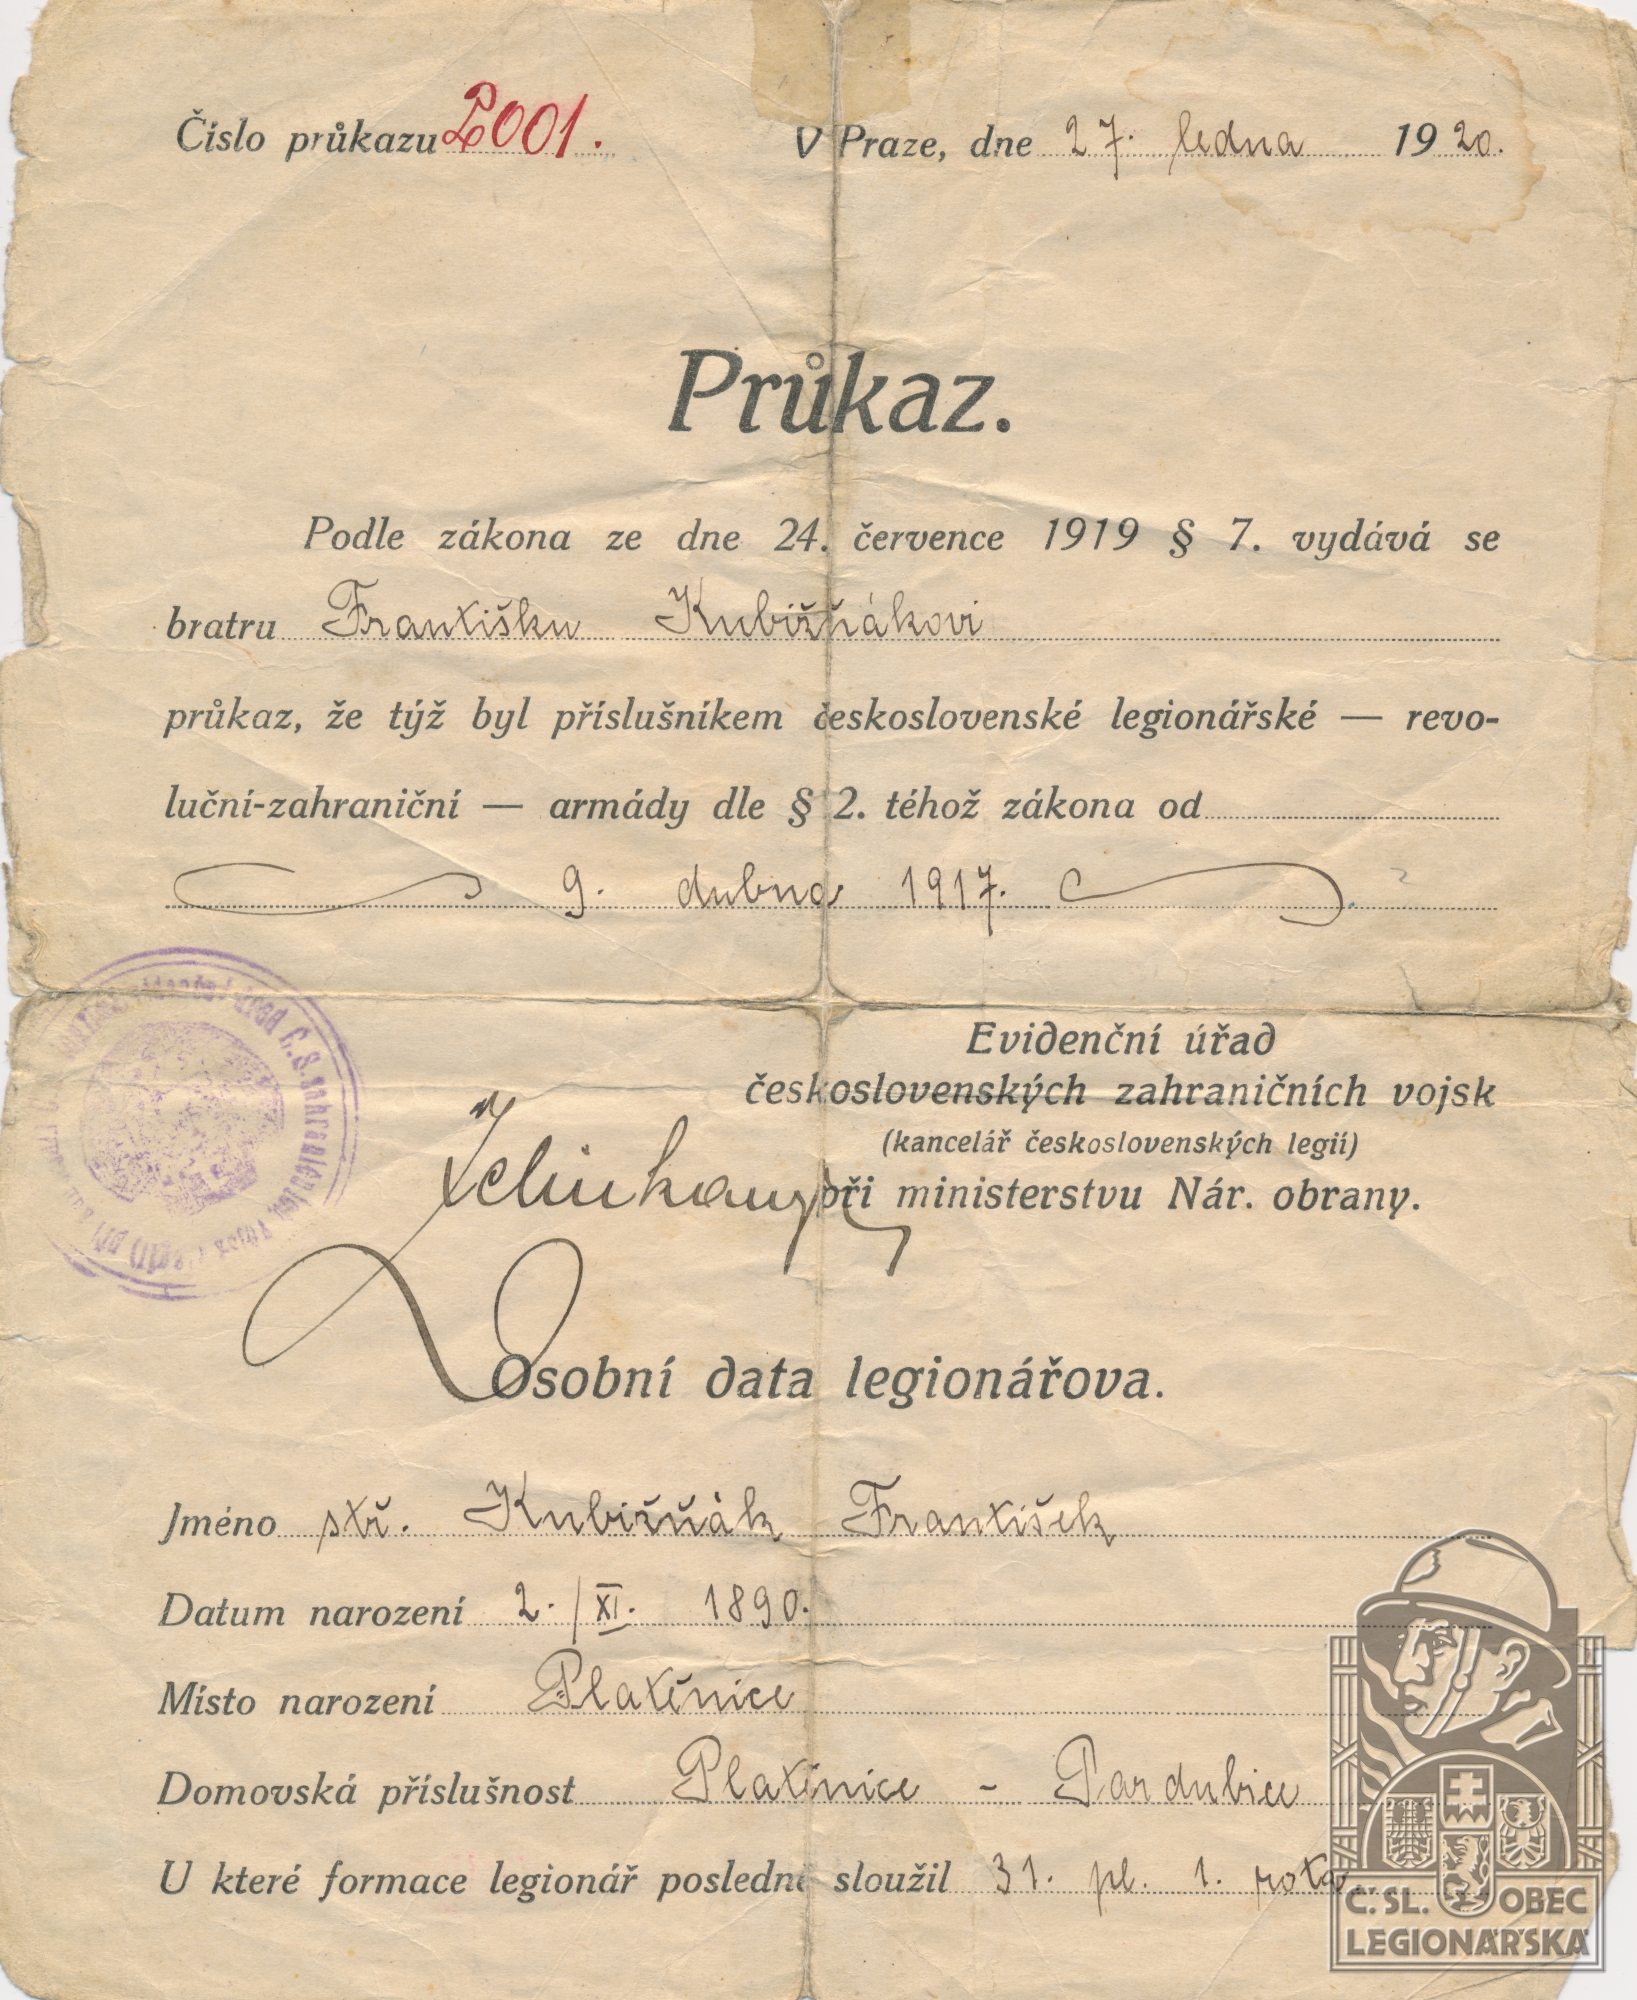 Číslo průkazu 2001.
V Praze, dne 27. ledna 1920.
Průkaz.
Podle zákona ze dne 24. července 1919 § 7. vydává se
bratru Františku Kubižňákovi
průkaz, že týž byl příslušníkem československé legionářské — revo-
luční-zahraniční — armády dle § 2. téhož zákona od
9. dubna 1917.
Evidenční úřad
československých zahraničních vojsk
(kancelář československých legií)
při ministerstvu Nár. obrany.
Osobní data legionářova.
Jméno stř. Kubižňák František
Datum narození 2./XI. 1890.
Místo narození Platěnice
Domovská příslušnost Platěnice - Pardubice
U které formace legionář posledně sloužil 31. pl. 1. rota
Č. SL. OBEC
LEGIONÁŘSKÁ